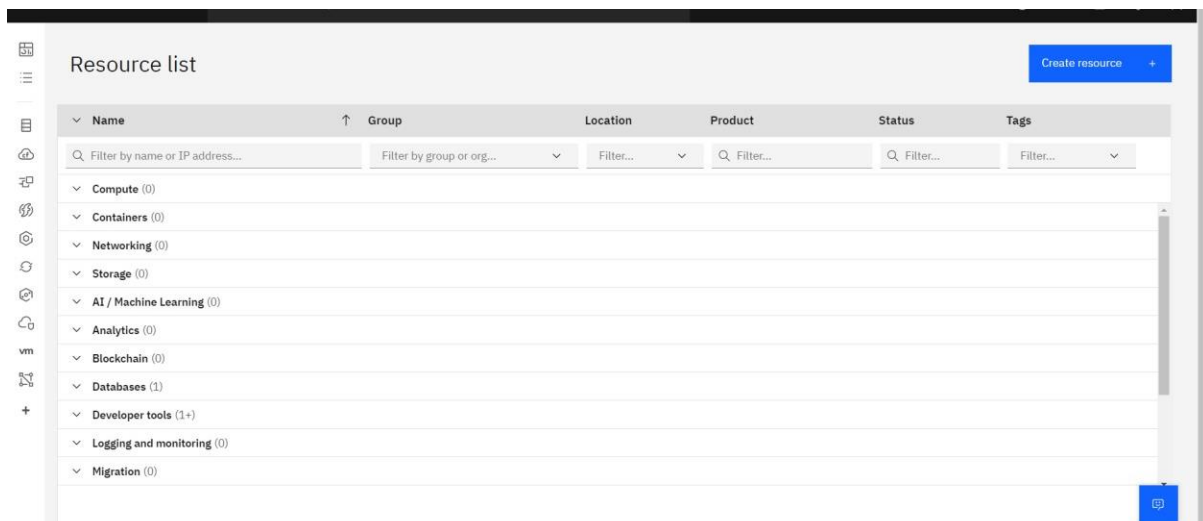 Resource list
Create resource +
Name Group Location Product Status Tags
Filter by name or IP address... Filter by group or org... Filter... Filter... Filter... Filter...
Compute (0)
Containers (0)
Networking (0)
Storage (0)
AI / Machine Learning (0)
Analytics (0)
Blockchain (0)
vm
Databases (1)
Developer tools (1+)
Logging and monitoring (0)
Migration (0)